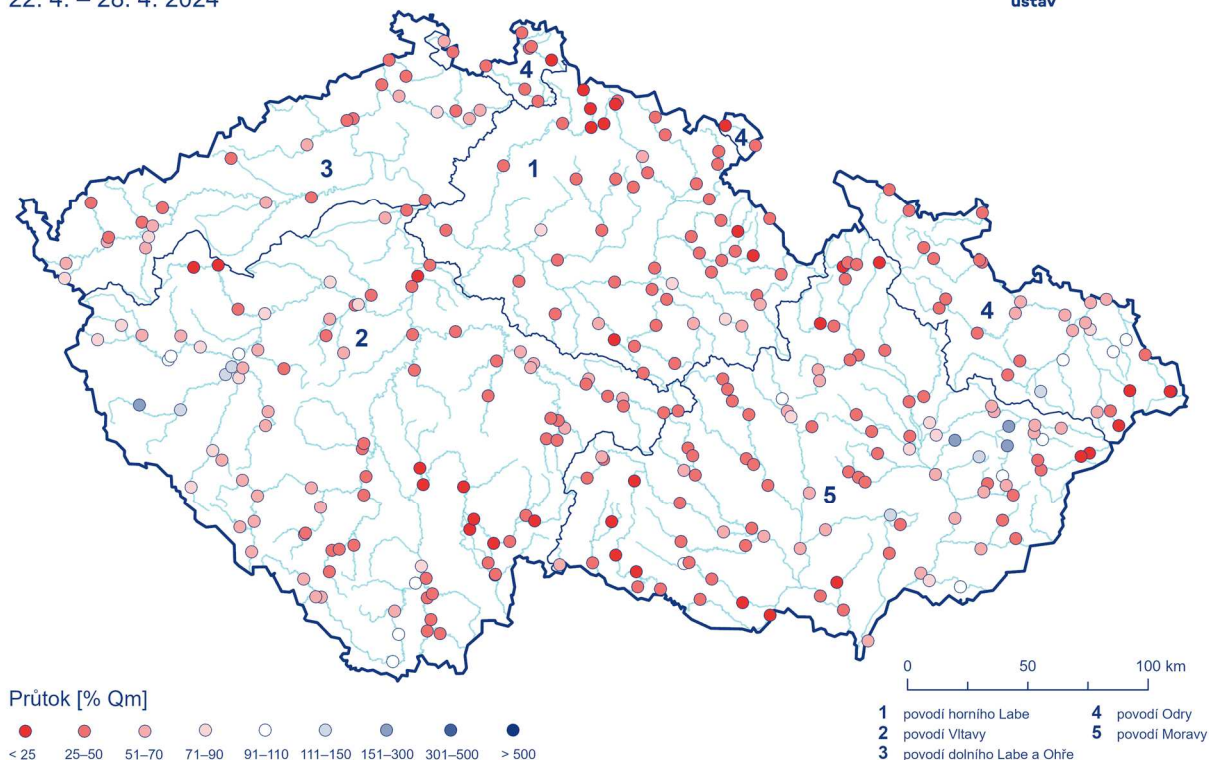 22. 4. – 28. 4. 2024
ústav
4
4
3
1
2
4
5
0 50 100 km
Průtok [% Qm]
< 25 25–50 51–70 71–90 91–110 111–150 151–300 301–500 > 500
1 povodí horního Labe
2 povodí Vltavy
3 povodí dolního Labe a Ohře
4 povodí Odry
5 povodí Moravy